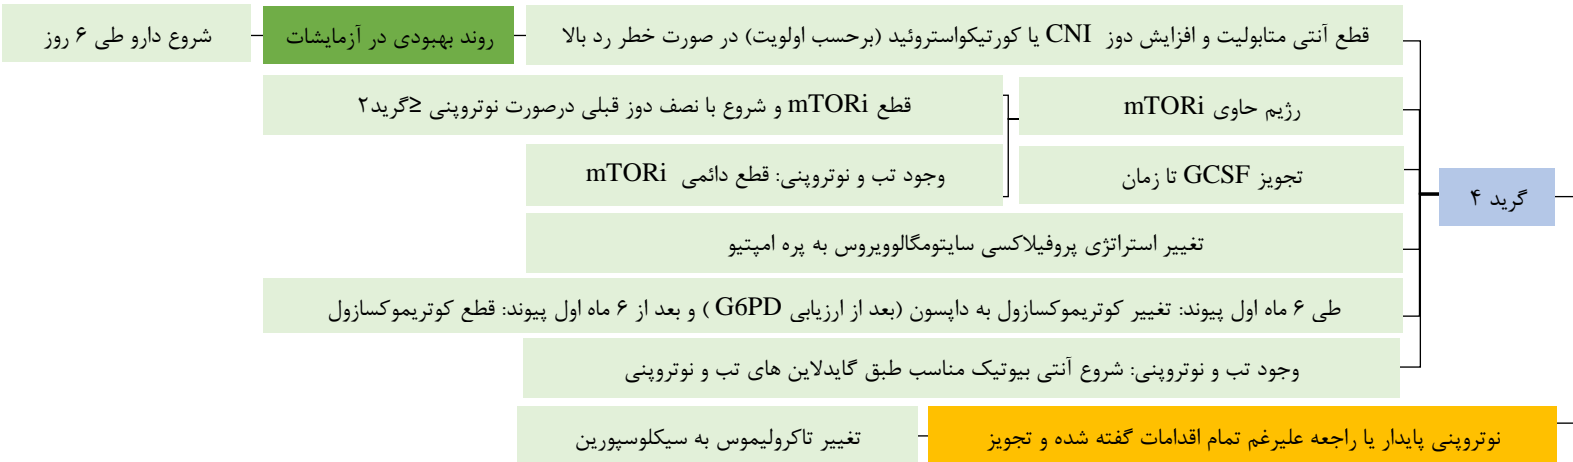 قطع آنتی متابولیت و افزایش دوز CNI یا کورتیکواستروئید (برحسب اولویت) در صورت خطر رد بالا
روند بهبودی در آزمایشات
شروع دارو طی ۶ روز
رژیم حاوی mTORi
قطع mTORi و شروع با نصف دوز قبلی درصورت نوتروپنی ≤گرید۲
تجویز GCSF تا زمان
وجود تب و نوتروپنی: قطع دائمی mTORi
گرید ۴
تغییر استراتژی پروفیلاکسی سایتومگالوویروس به پره امپتیو
طی ۶ ماه اول پیوند: تغییر کوتریموکسازول به داپسون (بعد از ارزیابی G6PD ) و بعد از ۶ ماه اول پیوند: قطع کوتریموکسازول
وجود تب و نوتروپنی: شروع آنتی بیوتیک مناسب طبق گایدلاین های تب و نوتروپنی
نوتروپنی پایدار یا راجعه علیرغم تمام اقدامات گفته شده و تجویز
تغییر تاکرولیموس به سیکلوسپورین